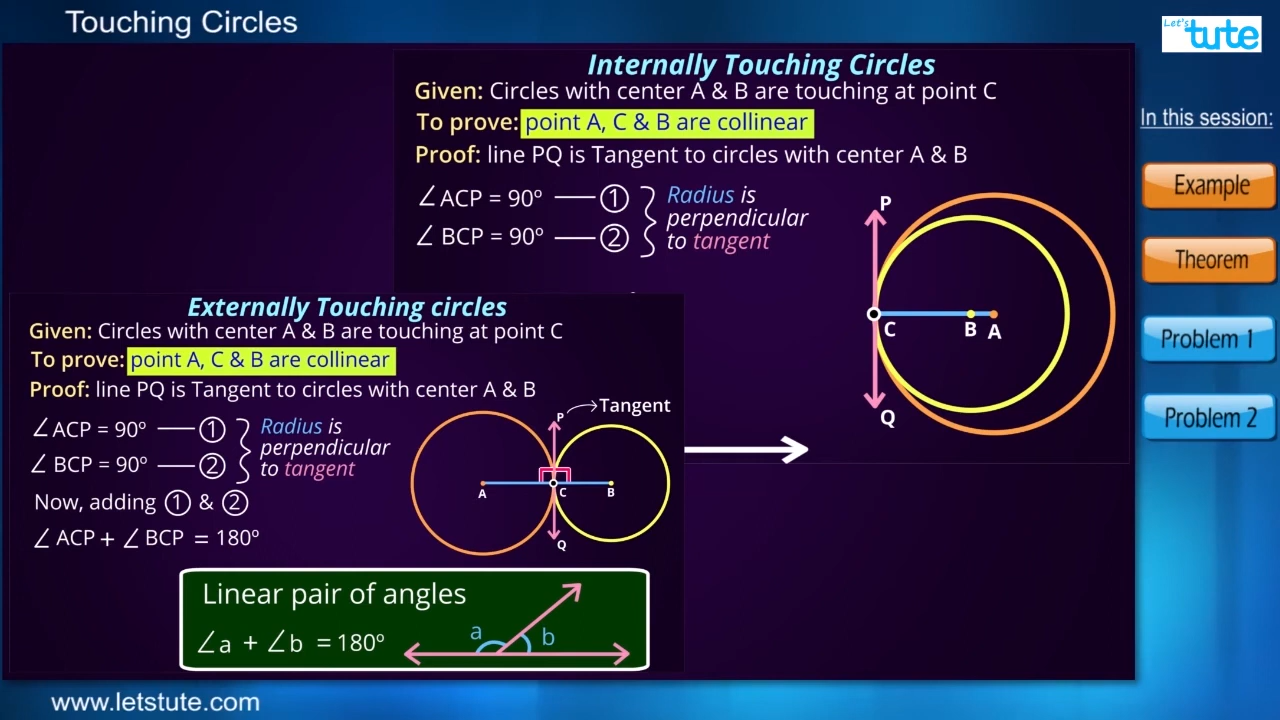 Touching Circles
Let's tute
In this session:
Example
Theorem
Problem 1
Problem 2
Internally Touching Circles
Given: Circles with center A & B are touching at point C
To prove: point A, C & B are collinear
Proof: line PQ is Tangent to circles with center A & B
∠ACP = 90º — ①
∠ BCP = 90º — ②
Radius is
perpendicular
to tangent
P
C
B
A
Q
Externally Touching circles
Given: Circles with center A & B are touching at point C
To prove: point A, C & B are collinear
Proof: line PQ is Tangent to circles with center A & B
∠ACP = 90º — ①
∠ BCP = 90º — ②
Radius is
perpendicular
to tangent
Now, adding ① & ②
∠ ACP + ∠ BCP = 180º
P
Tangent
A
C
B
Q
Linear pair of angles
∠a + ∠b = 180º
a
b
www.letstute.com